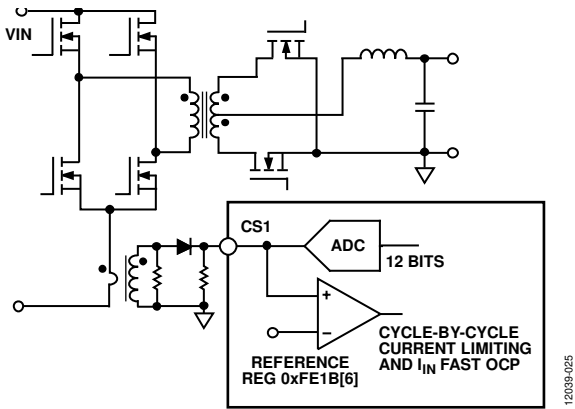 VIN
CS1
ADC
12 BITS
+
–
CYCLE-BY-CYCLE
CURRENT LIMITING
AND IIN FAST OCP
REFERENCE
REG 0xFE1B[6]
12039-025